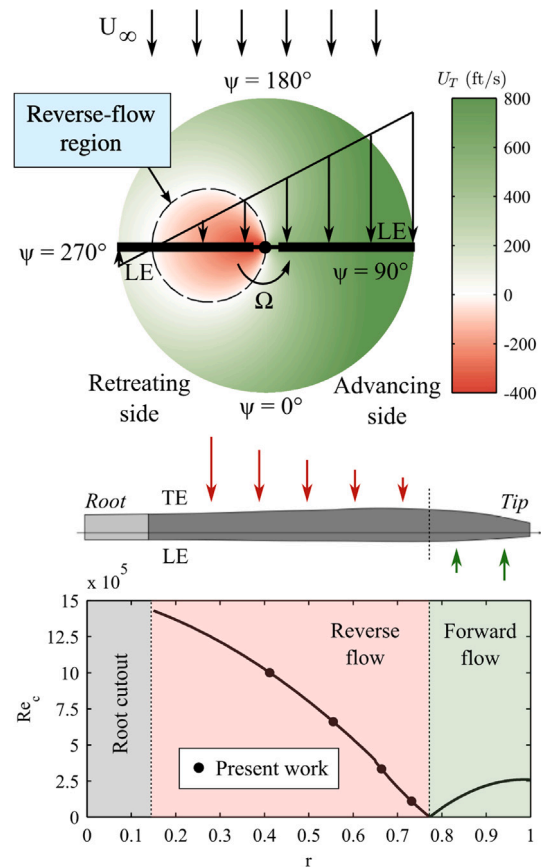 U∞
ψ = 180°
U_T (ft/s)
Reverse-flow
region
800
600
400
200
0
-200
-400
LE
ψ = 270°
LE
ψ = 90°
Ω
Retreating
side
Advancing
side
ψ = 0°
Root
TE
Tip
LE
x 10⁵
15
12.5
10
7.5
5
2.5
0
Re_c
Root cutout
Reverse
flow
Forward
flow
Present work
0 0.1 0.2 0.3 0.4 0.5 0.6 0.7 0.8 0.9 1
r